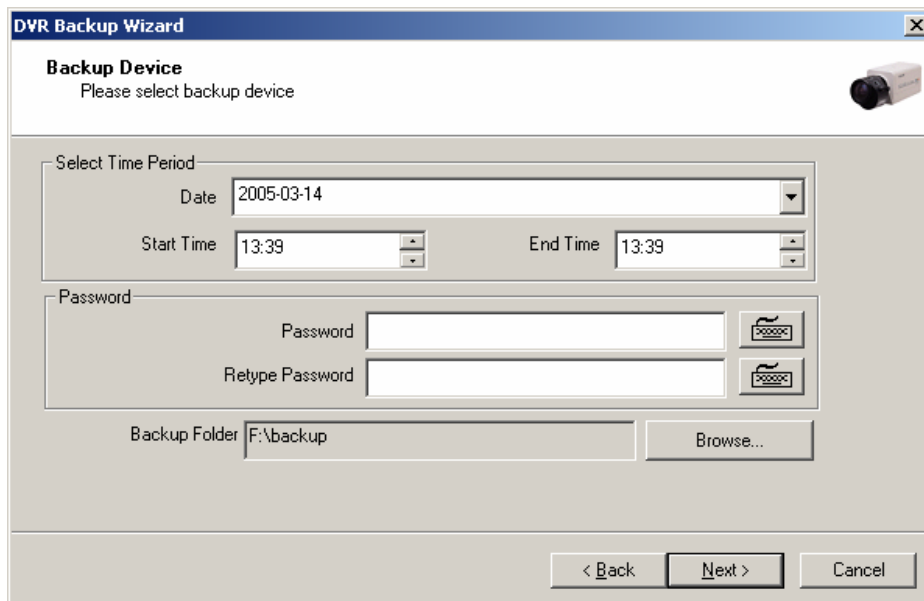 DVR Backup Wizard
Backup Device
Please select backup device
Select Time Period
Date 2005-03-14
Start Time 13:39 End Time 13:39
Password
Password
Retype Password
Backup Folder F:\backup Browse...
< Back Next > Cancel